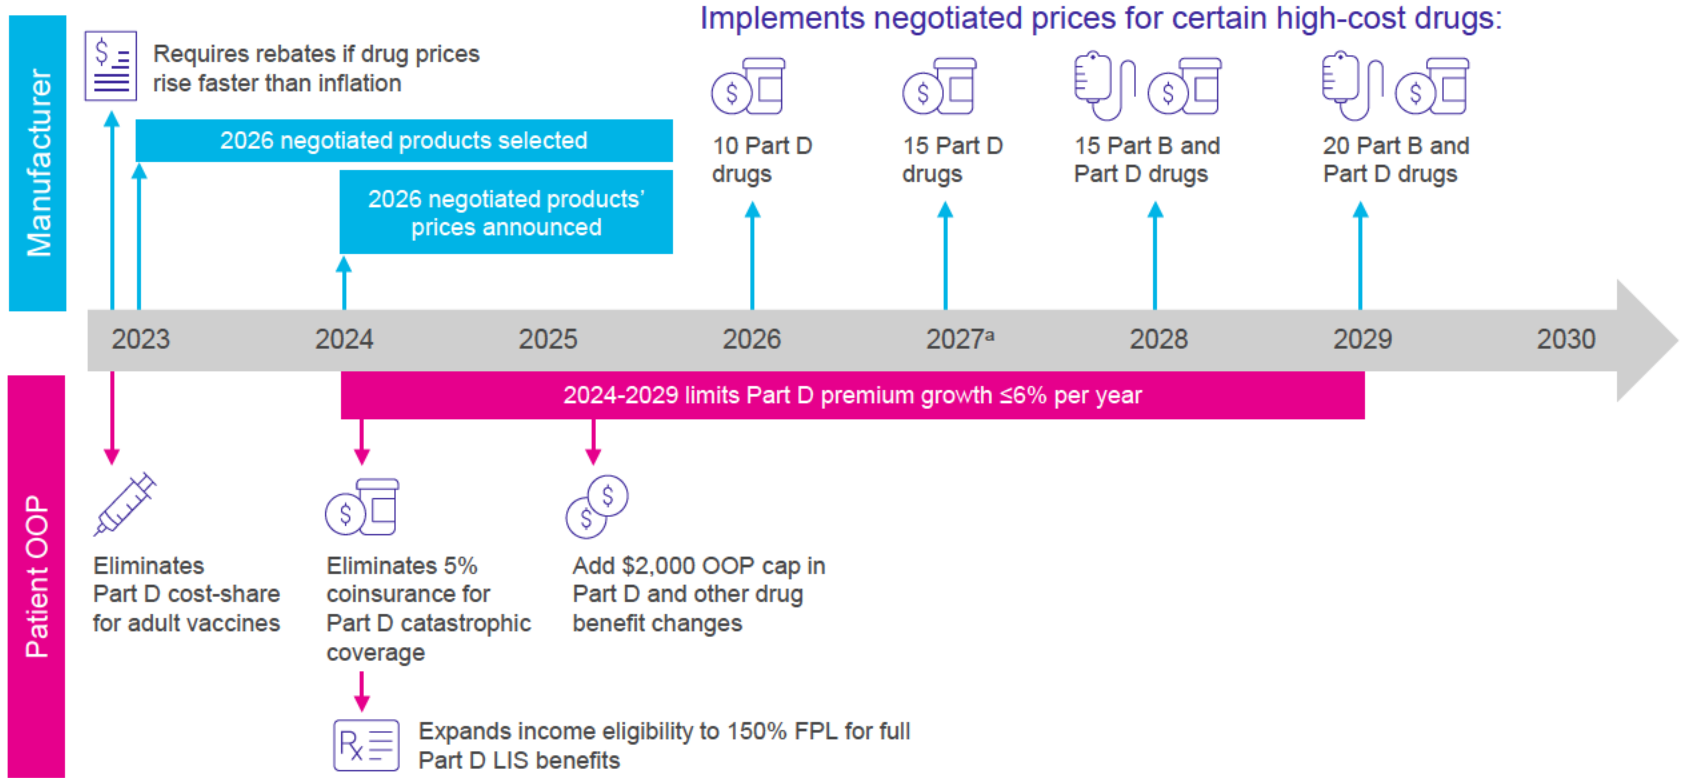 Implements negotiated prices for certain high-cost drugs:
Manufacturer
$
Requires rebates if drug prices
rise faster than inflation
2026 negotiated products selected
2026 negotiated products’
prices announced
$
10 Part D
drugs
$
15 Part D
drugs
$
15 Part B and
Part D drugs
$
20 Part B and
Part D drugs
2023
2024
2025
2026
2027ᵃ
2028
2029
2030
2024-2029 limits Part D premium growth ≤6% per year
Patient OOP
Eliminates
Part D cost-share
for adult vaccines
$
Eliminates 5%
coinsurance for
Part D catastrophic
coverage
$
$
Add $2,000 OOP cap in
Part D and other drug
benefit changes
Rx
Expands income eligibility to 150% FPL for full
Part D LIS benefits